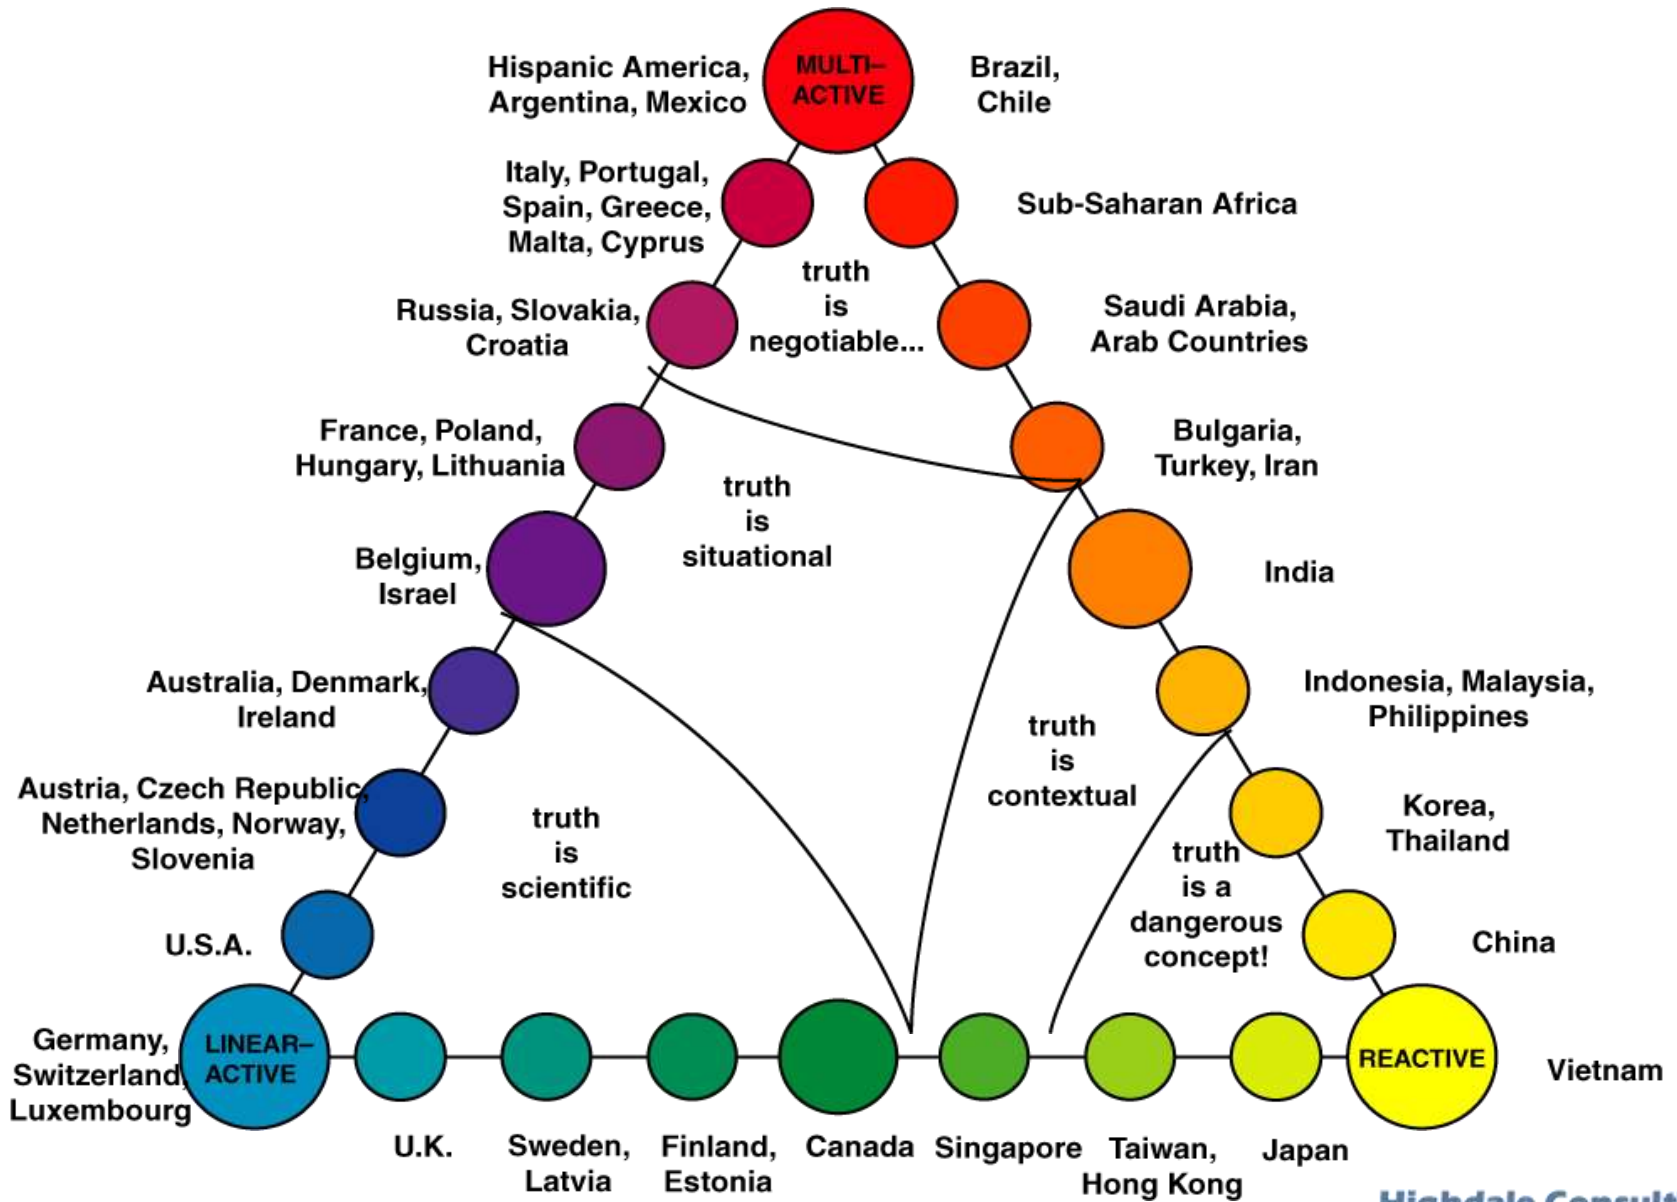 Hispanic America,
Argentina, Mexico
MULTI–
ACTIVE
Brazil,
Chile
Italy, Portugal,
Spain, Greece,
Malta, Cyprus
Sub-Saharan Africa
truth
is
negotiable...
Russia, Slovakia,
Croatia
Saudi Arabia,
Arab Countries
France, Poland,
Hungary, Lithuania
Bulgaria,
Turkey, Iran
truth
is
situational
Belgium,
Israel
India
Australia, Denmark,
Ireland
Indonesia, Malaysia,
Philippines
truth
is
contextual
Austria, Czech Republic,
Netherlands, Norway,
Slovenia
truth
is
scientific
Korea,
Thailand
truth
is a
dangerous
concept!
U.S.A.
China
Germany,
Switzerland,
Luxembourg
LINEAR–
ACTIVE
REACTIVE
Vietnam
U.K.
Sweden,
Latvia
Finland,
Estonia
Canada
Singapore
Taiwan,
Hong Kong
Japan